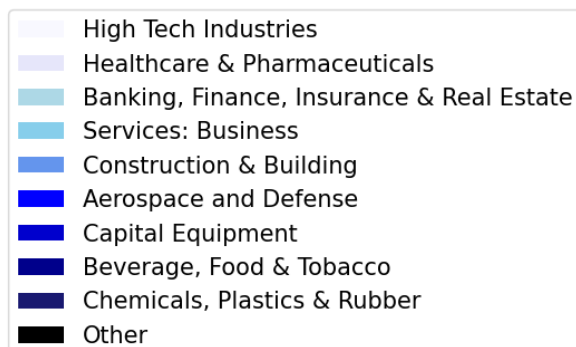 High Tech Industries
Healthcare & Pharmaceuticals
Banking, Finance, Insurance & Real Estate
Services: Business
Construction & Building
Aerospace and Defense
Capital Equipment
Beverage, Food & Tobacco
Chemicals, Plastics & Rubber
Other